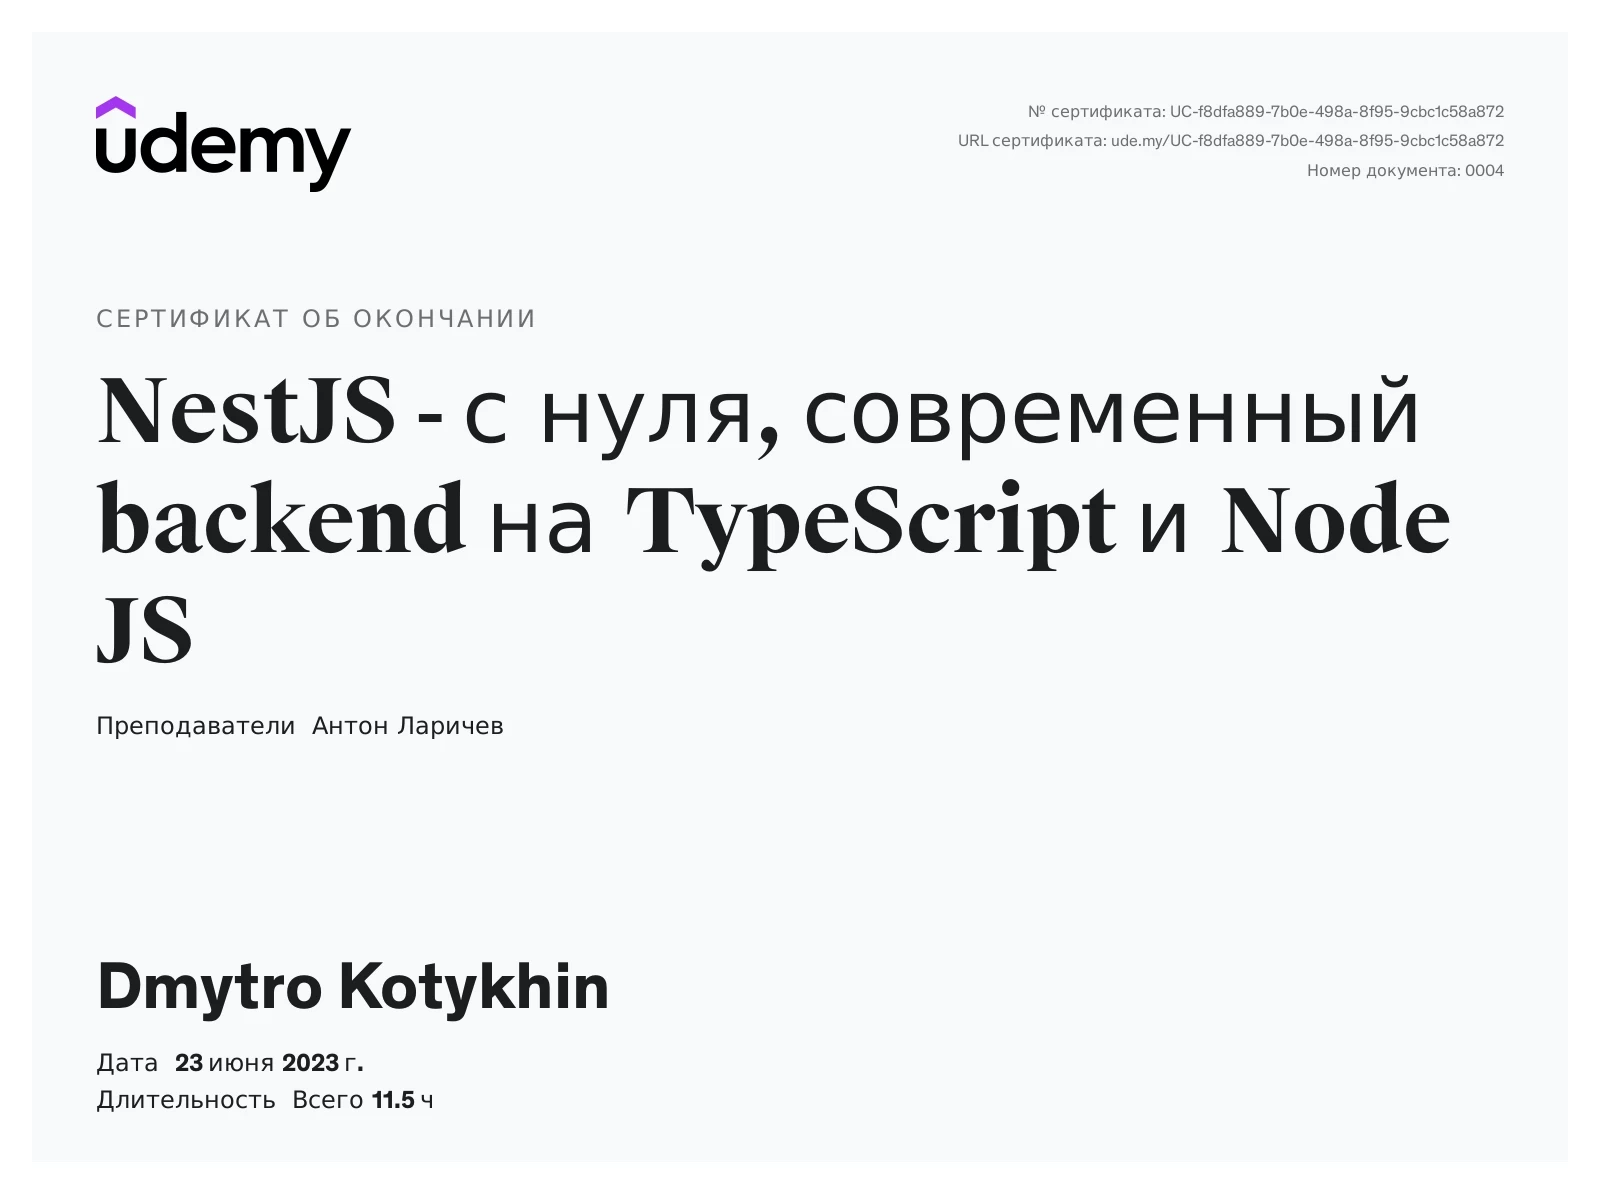 udemy
№ сертификата: UC-f8dfa889-7b0e-498a-8f95-9cbc1c58a872
URL сертификата: ude.my/UC-f8dfa889-7b0e-498a-8f95-9cbc1c58a872
Номер документа: 0004
СЕРТИФИКАТ ОБ ОКОНЧАНИИ
NestJS - с нуля, современный
backend на TypeScript и Node
JS
Преподаватели Антон Ларичев
Dmytro Kotykhin
Дата 23 июня 2023 г.
Длительность Всего 11.5 ч